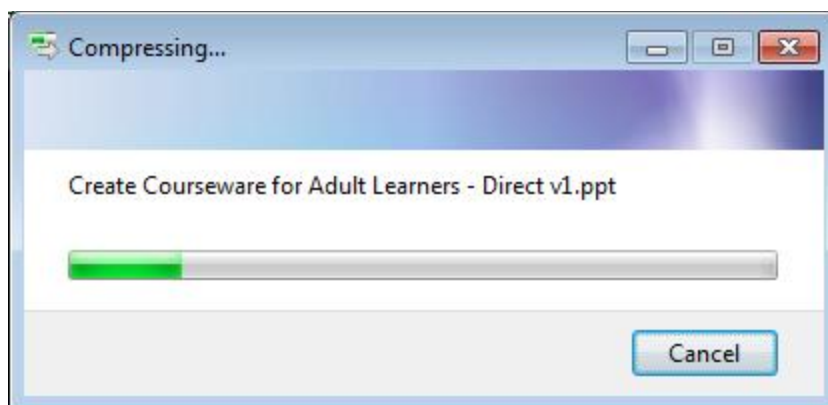 Compressing...
Create Courseware for Adult Learners - Direct v1.ppt
Cancel